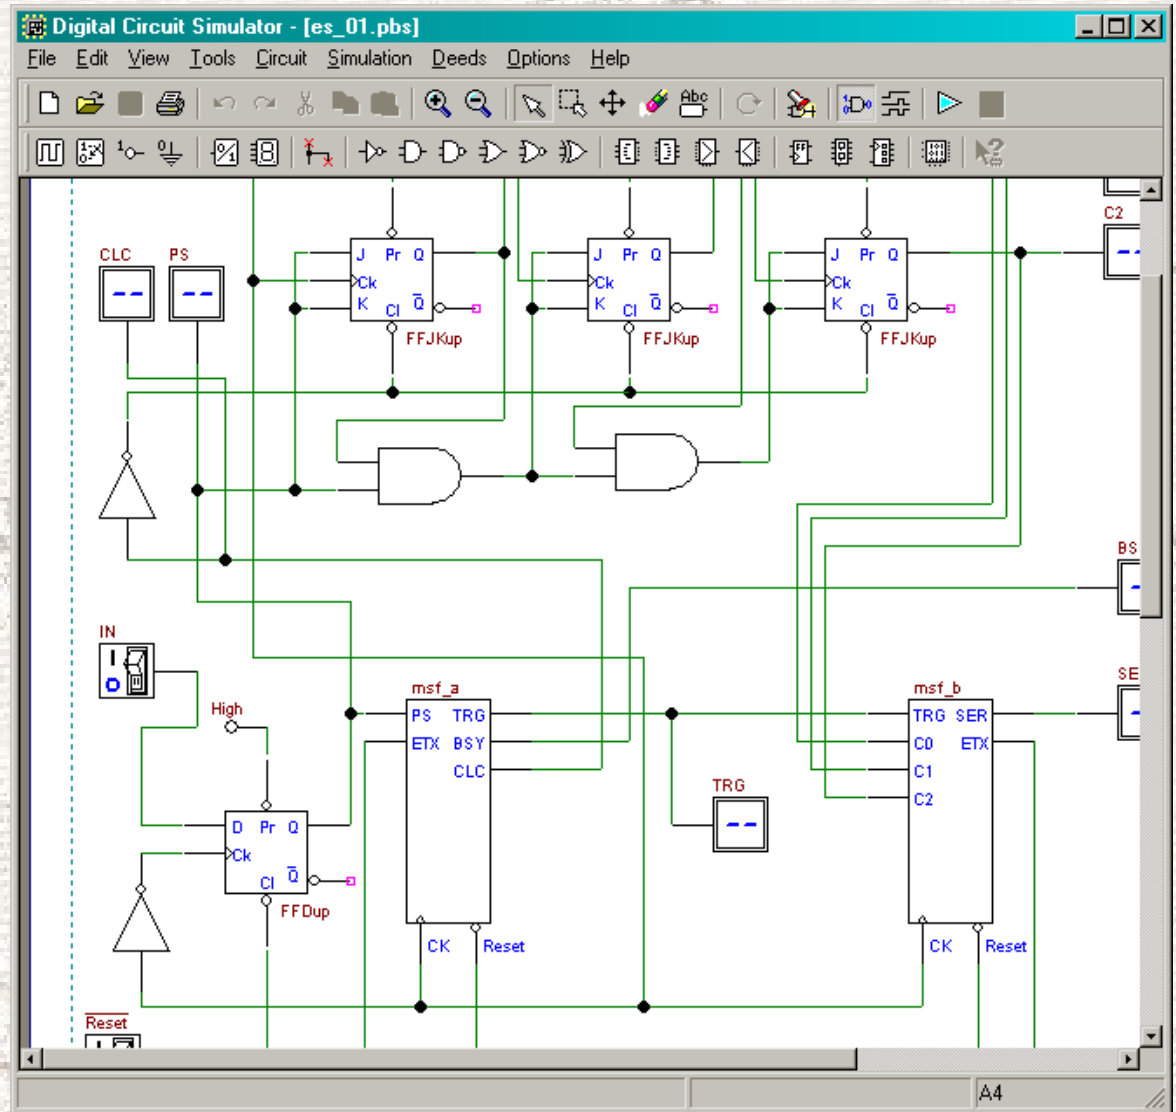 Digital Circuit Simulator - [es_01.pbs]
File Edit View Tools Circuit Simulation Deeds Options Help
Abc
C2
CLC PS
J Pr Q
Ck
K Cl Q̅
FFJKup
J Pr Q
Ck
K Cl Q̅
FFJKup
J Pr Q
Ck
K Cl Q̅
FFJKup
BS
IN
High
msf_a
PS TRG
ETX BSY
CLC
CK Reset
msf_b
TRG SER
C0 ETX
C1
C2
CK Reset
SE
TRG
D Pr Q
Ck
Cl Q̅
FFDup
R̅e̅s̅e̅t̅
A4